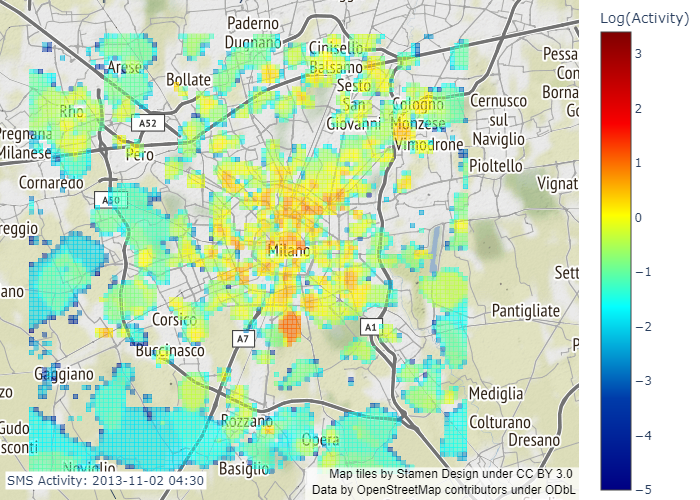 Log(Activity)
3
2
1
0
−1
−2
−3
−4
−5
Paderno
Dugnano
Cinisello
Balsamo
Arese
Bollate
Sesto
San
Giovanni
Cologno
Monzese
Cernusco
sul
Naviglio
Rho
A52
Pregnana
Milanese
Pero
Vimodrone
Pioltello
Cornaredo
A50
Vignat
reggio
Milano
Sett
ano
Pantigliate
Corsico
A7
A1
Buccinasco
Gaggiano
zo
Mediglia
Rozzano
Colturano
Gudo
sconti
Opera
Dresano
Noviglio
Basiglio
Pessa
Con
Borna
Go
P
SMS Activity: 2013-11-02 04:30
Map tiles by Stamen Design under CC BY 3.0
Data by OpenStreetMap contributors under ODbL